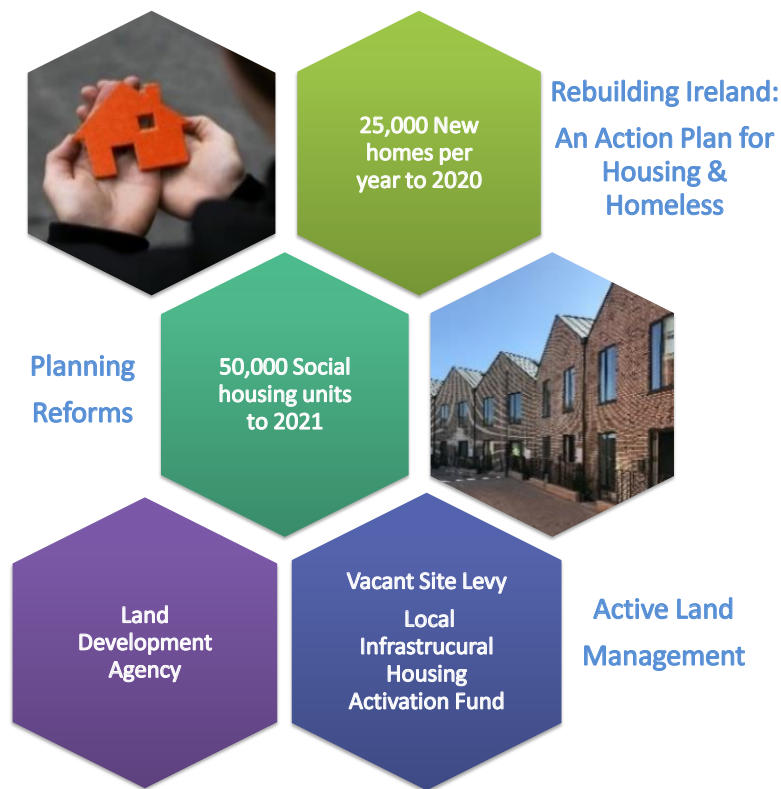 25,000 New
homes per
year to 2020
Rebuilding Ireland:
An Action Plan for
Housing &
Homeless
Planning
Reforms
50,000 Social
housing units
to 2021
Land
Development
Agency
Vacant Site Levy
Local
Infrastrucural
Housing
Activation Fund
Active Land
Management